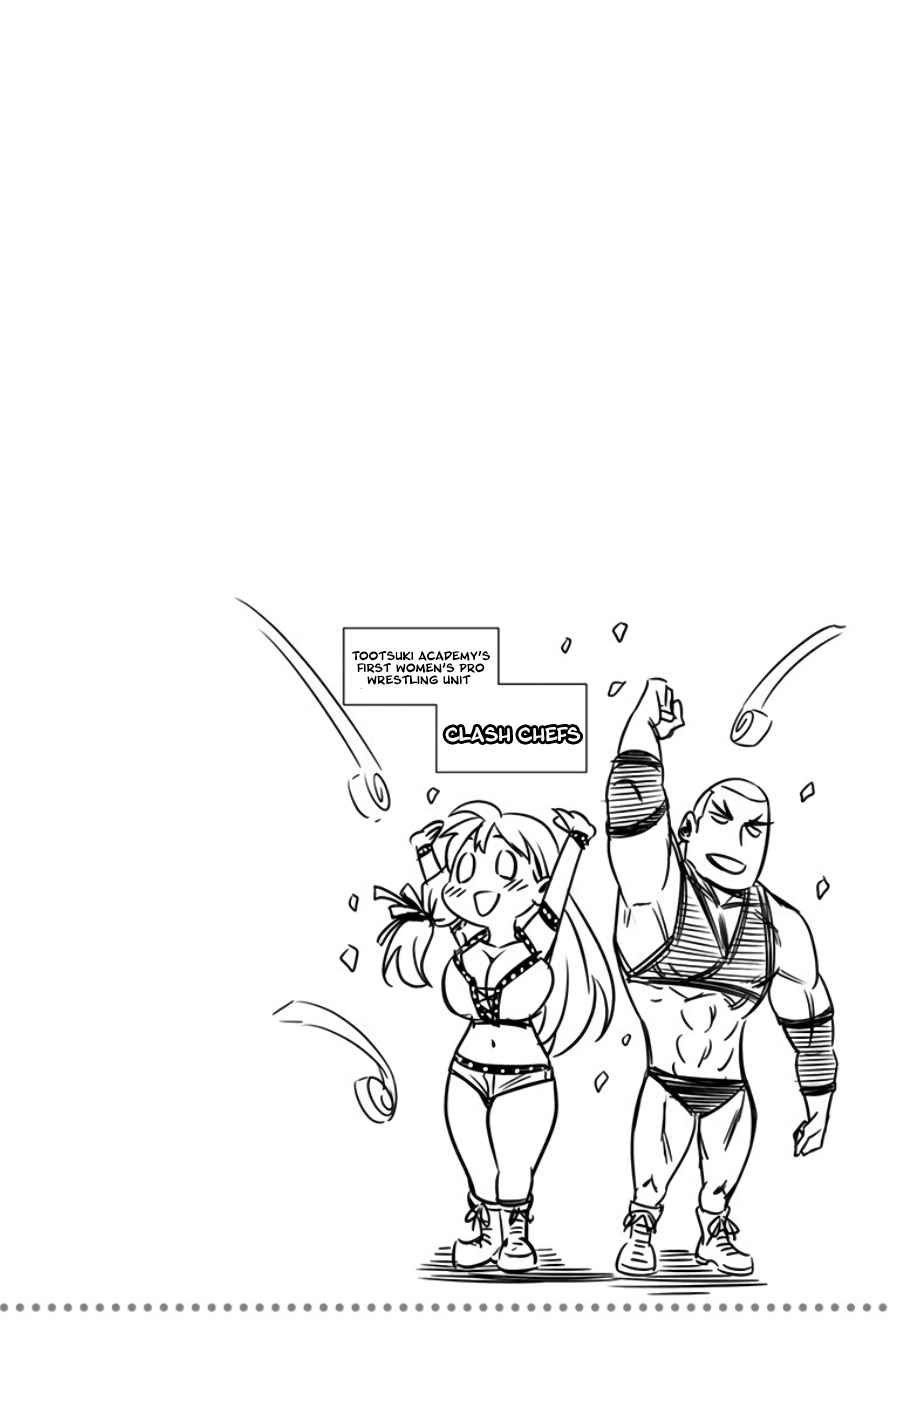 TOOTSUKI ACADEMY'S
FIRST WOMEN'S PRO
WRESTLING UNIT
CLASH CHEFS